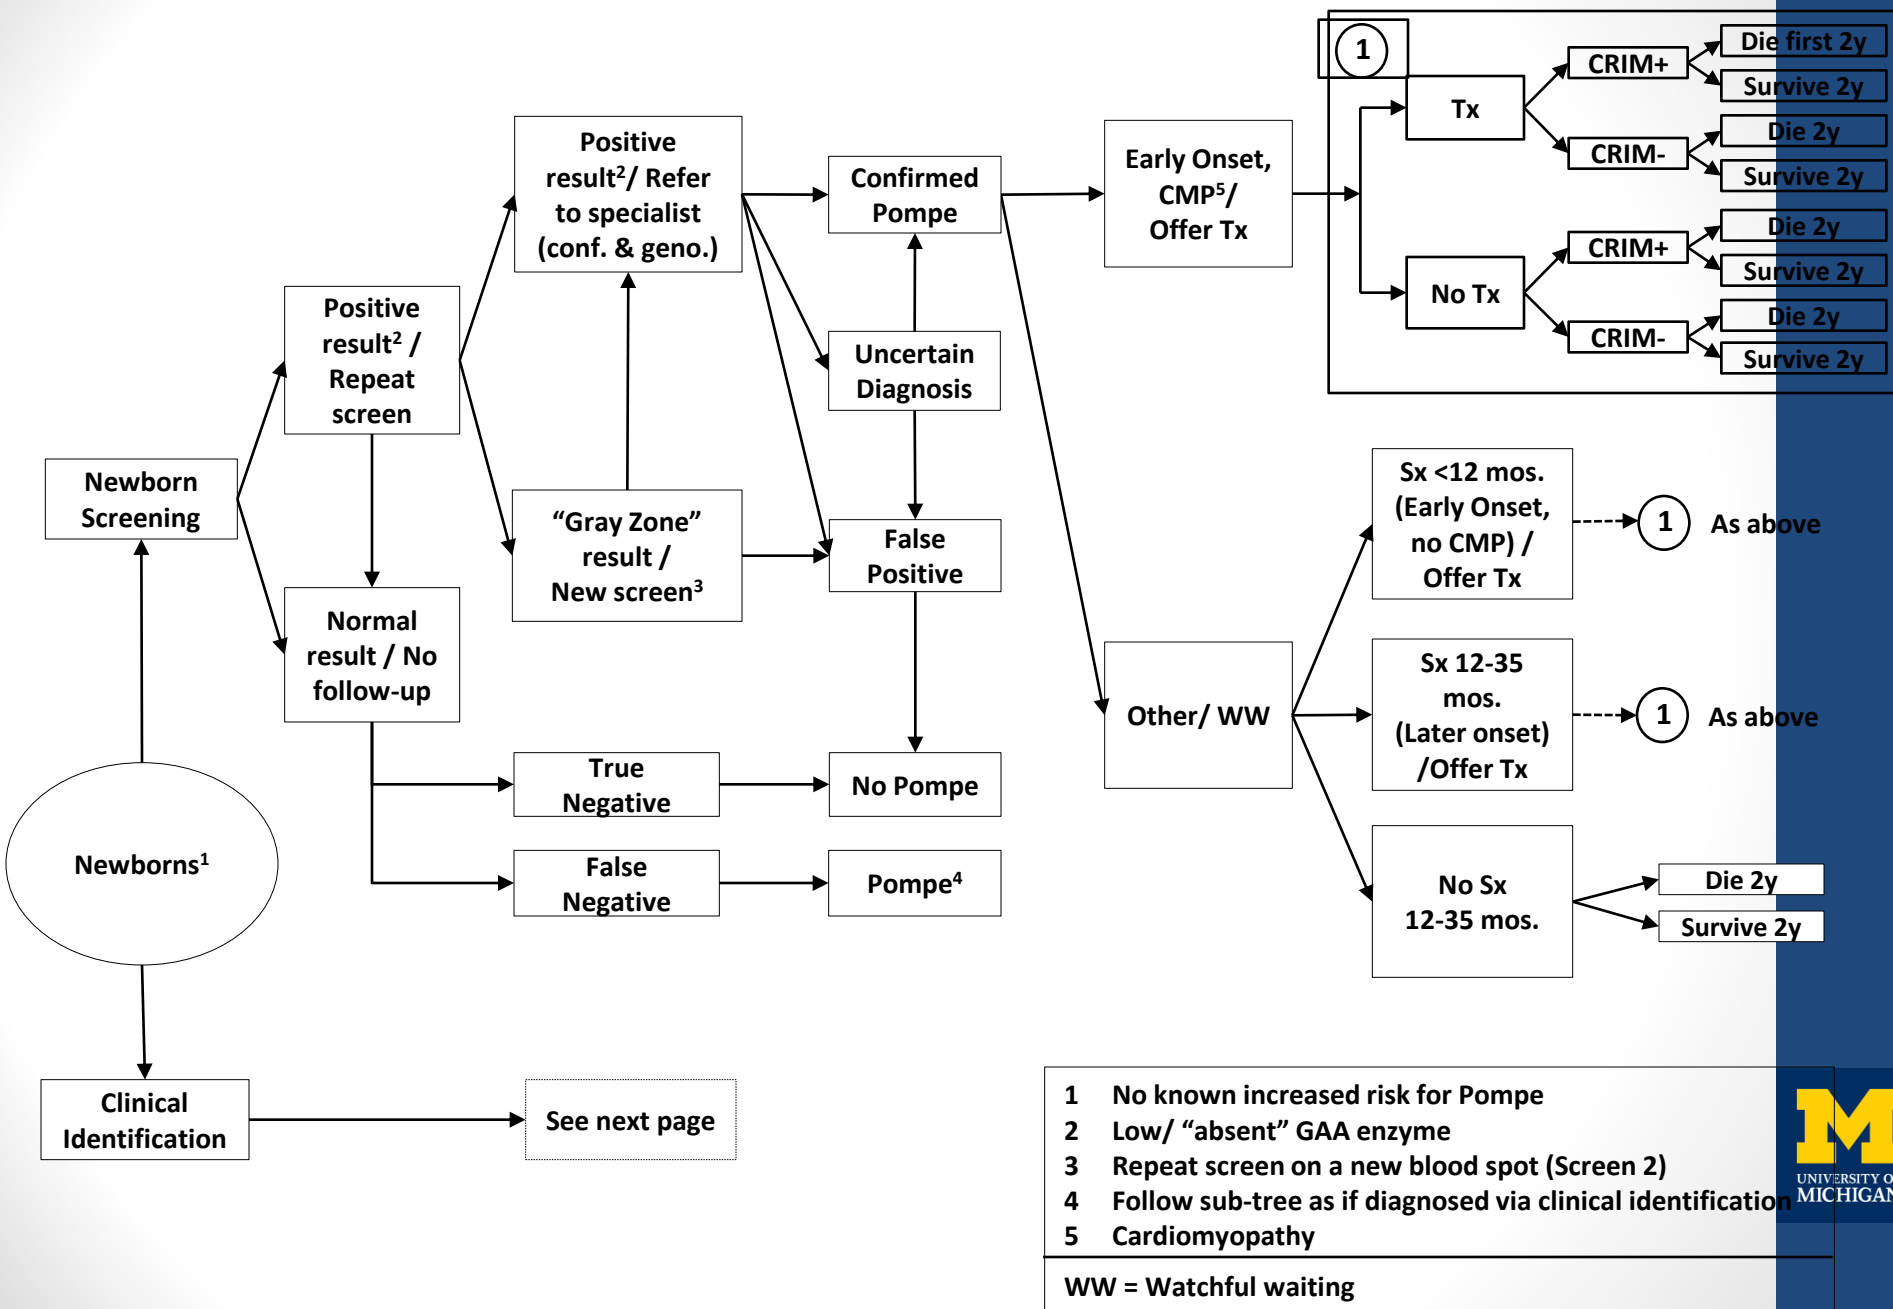 1
Tx
CRIM+
Die first 2y
Survive 2y
CRIM-
Die 2y
Survive 2y
No Tx
CRIM+
Die 2y
Survive 2y
CRIM-
Die 2y
Survive 2y
Positive
result2/ Refer
to specialist
(conf. & geno.)
Confirmed
Pompe
Early Onset,
CMP5/
Offer Tx
Positive
result2 /
Repeat
screen
Uncertain
Diagnosis
Newborn
Screening
“Gray Zone”
result /
New screen3
False
Positive
Sx <12 mos.
(Early Onset,
no CMP) /
Offer Tx
1
As above
Normal
result / No
follow-up
Other/ WW
Sx 12-35
mos.
(Later onset)
/Offer Tx
1
As above
True
Negative
No Pompe
Newborns1
False
Negative
Pompe4
No Sx
12-35 mos.
Die 2y
Survive 2y
Clinical
Identification
See next page
1 No known increased risk for Pompe
2 Low/ “absent” GAA enzyme
3 Repeat screen on a new blood spot (Screen 2)
4 Follow sub-tree as if diagnosed via clinical identification
5 Cardiomyopathy
WW = Watchful waiting
M
UNIVERSITY O
MICHIGAN